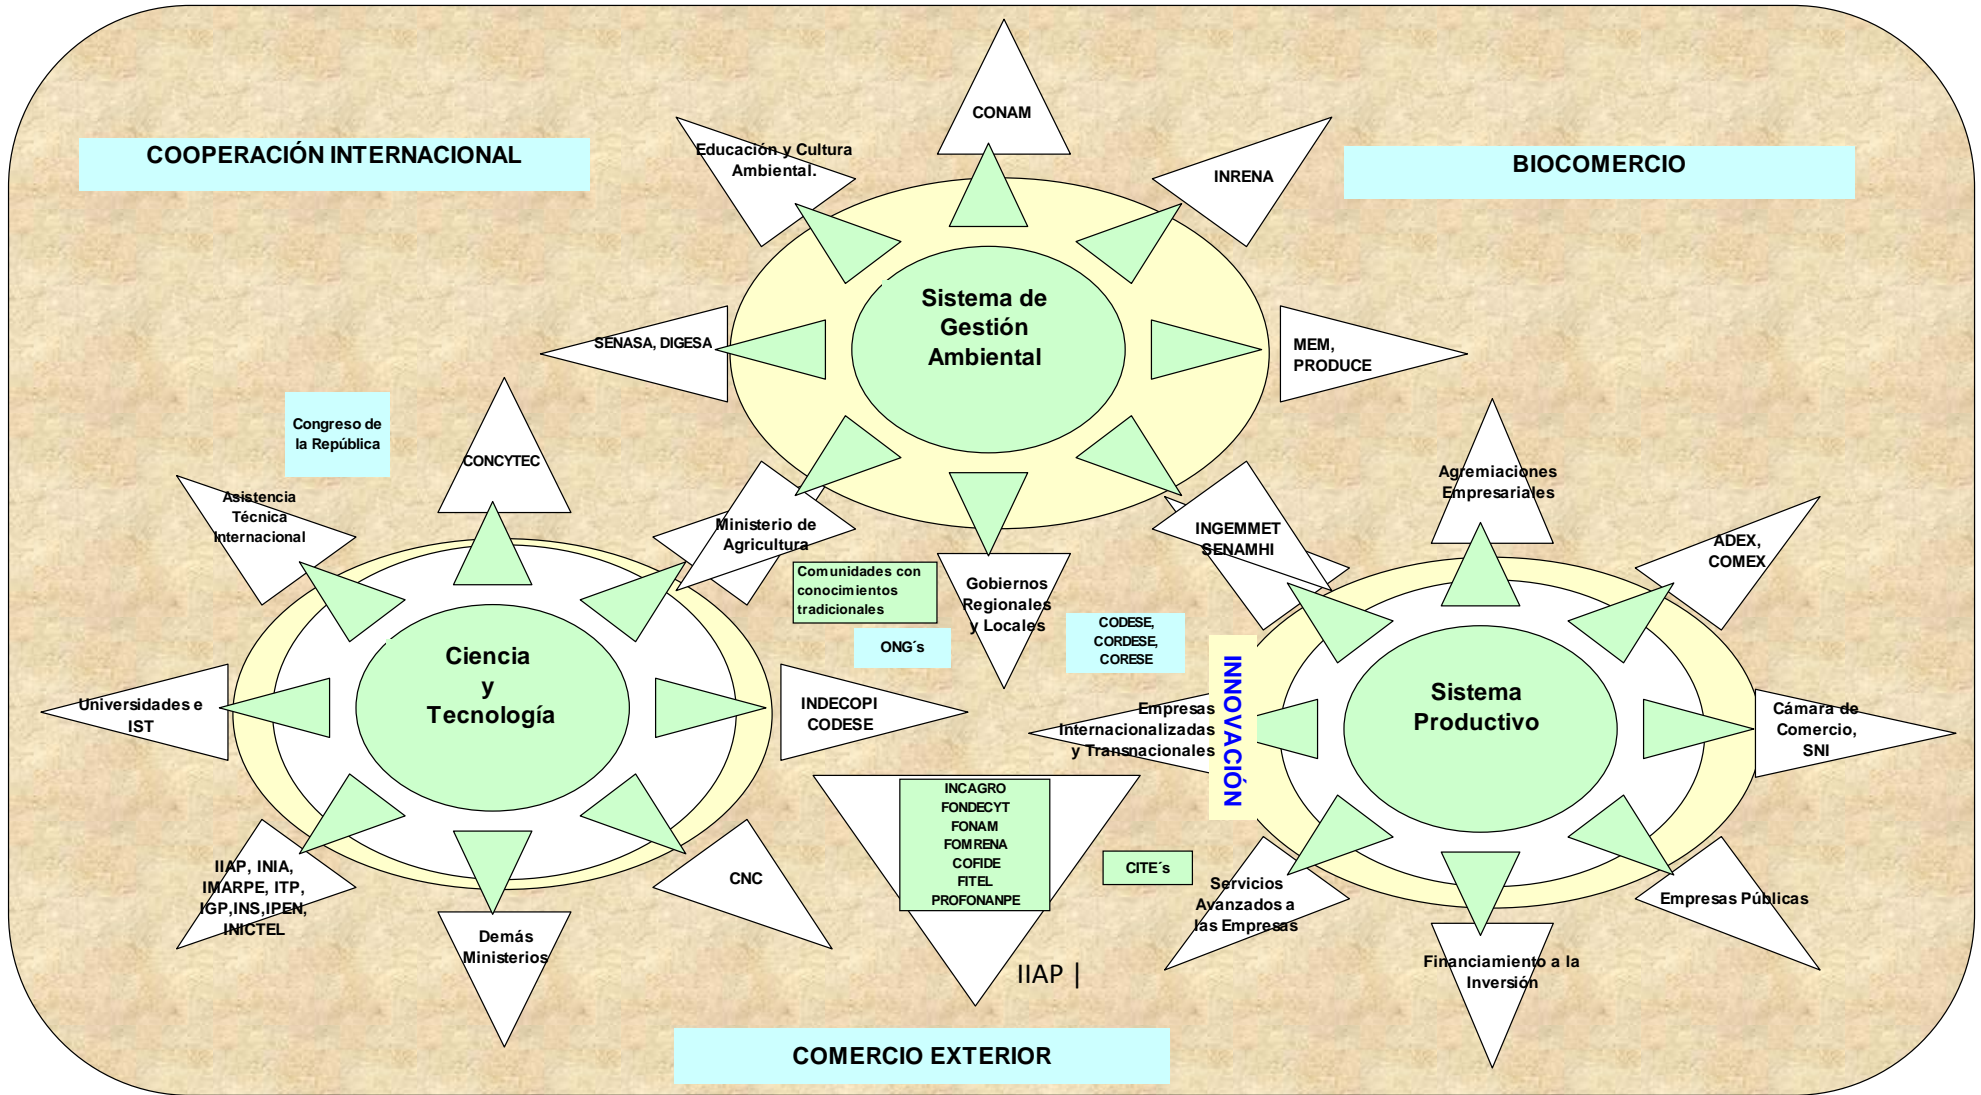 CONAM
COOPERACIÓN INTERNACIONAL
Educación y Cultura
Ambiental.
INRENA
BIOCOMERCIO
Sistema de
Gestión
Ambiental
SENASA, DIGESA
MEM,
PRODUCE
Congreso de
la República
CONCYTEC
Asistencia
Técnica
Internacional
Ministerio de
Agricultura
INGEMMET
SENAMHI
Agremiaciones
Empresariales
ADEX,
COMEX
Comunidades con
conocimientos
tradicionales
Gobiernos
Regionales
y Locales
ONG´s
CODESE,
CORDESE,
CORESE
Ciencia
y
Tecnología
Universidades e
IST
INDECOPI
CODESE
Empresas
Internacionalizadas
y Transnacionales
INNOVACIÓN
Sistema
Productivo
Cámara de
Comercio,
SNI
INCAGRO
FONDECYT
FONAM
FOMRENA
COFIDE
FITEL
PROFONANPE
CITE´s
IIAP, INIA,
IMARPE, ITP,
IGP,INS,IPEN,
INICTEL
CNC
Servicios
Avanzados a
las Empresas
Empresas Públicas
Demás
Ministerios
Financiamiento a la
Inversión
IIAP |
COMERCIO EXTERIOR